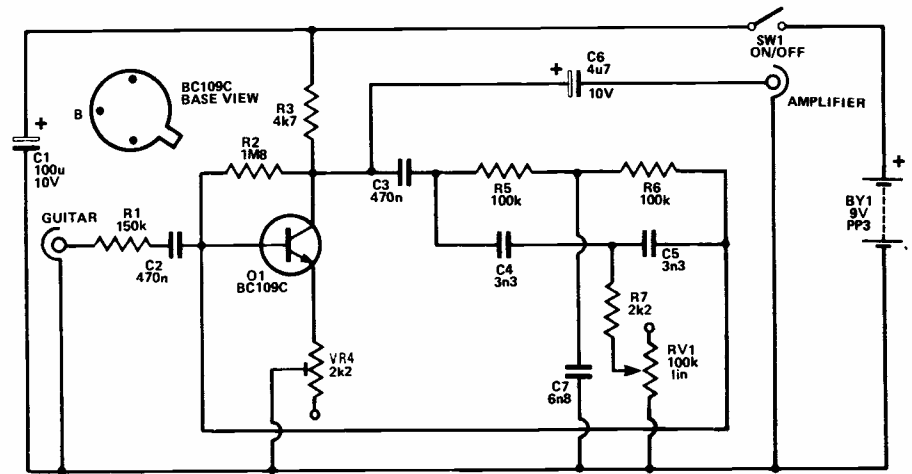 SW1
ON/OFF
C6
4u7
10V
+
BC109C
BASE VIEW
B
R3
4k7
AMPLIFIER
+
C1
100u
10V
R2
1M8
C3
470n
R5
100k
R6
100k
+
BY1
9V
PP3
GUITAR
R1
150k
C2
470n
Q1
BC109C
C4
3n3
C5
3n3
R7
2k2
RV1
100k
lin
VR4
2k2
C7
6n8